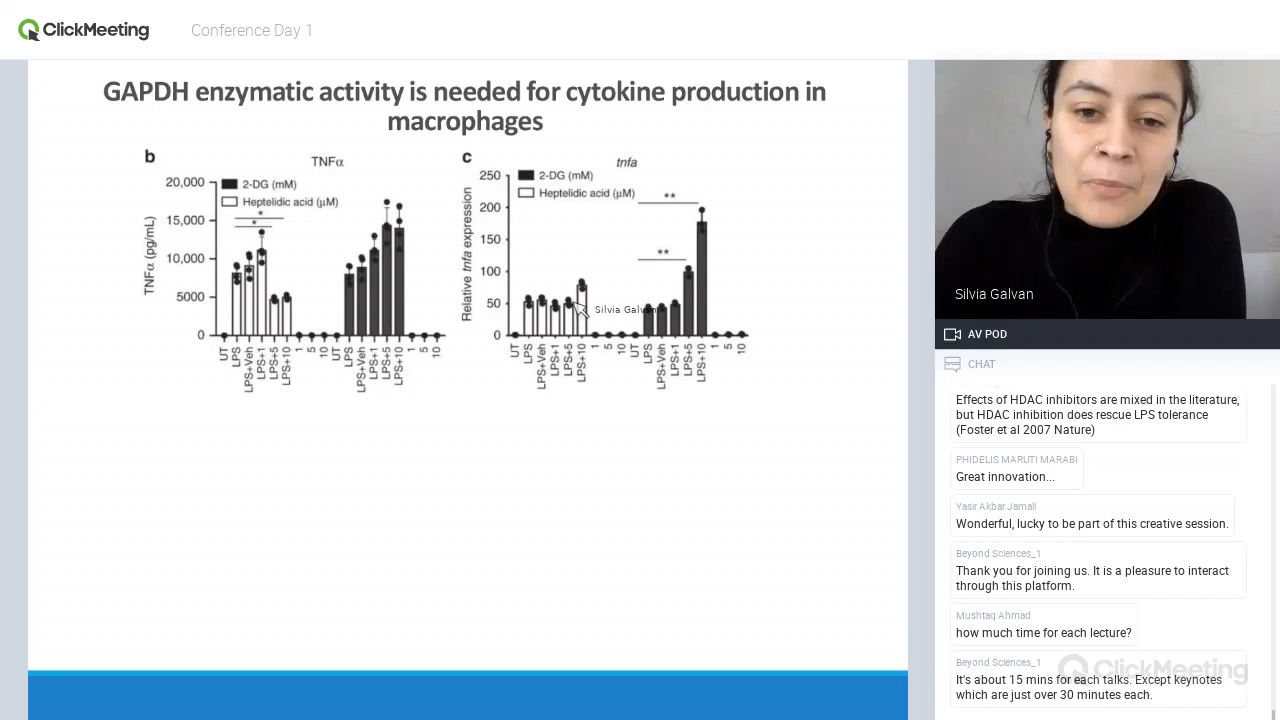 ClickMeeting
Conference Day 1
GAPDH enzymatic activity is needed for cytokine production in
macrophages
b
TNFα
2-DG (mM)
Heptelidic acid (μM)
*
*
TNFα (pg/mL)
20,000
15,000
10,000
5000
0
UT
LPS
LPS+Veh
LPS+1
LPS+5
LPS+10
1
5
10
UT
LPS
LPS+Veh
LPS+1
LPS+5
LPS+10
1
5
10
c
tnfa
2-DG (mM)
Heptelidic acid (μM)
**
**
Relative tnfa expression
250
200
150
100
50
0
UT
LPS
LPS+Veh
LPS+1
LPS+5
LPS+10
1
5
10
UT
LPS
LPS+Veh
LPS+1
LPS+5
LPS+10
1
5
10
Silvia Galvan
Silvia Galvan
AV POD
CHAT
Effects of HDAC inhibitors are mixed in the literature,
but HDAC inhibition does rescue LPS tolerance
(Foster et al 2007 Nature)
PHIDELIS MARUTI MARABI
Great innovation...
Yasir Akbar Jamali
Wonderful, lucky to be part of this creative session.
Beyond Sciences_1
Thank you for joining us. It is a pleasure to interact
through this platform.
Mushtaq Ahmad
how much time for each lecture?
Beyond Sciences_1
It's about 15 mins for each talks. Except keynotes
which are just over 30 minutes each.
ClickMeeting